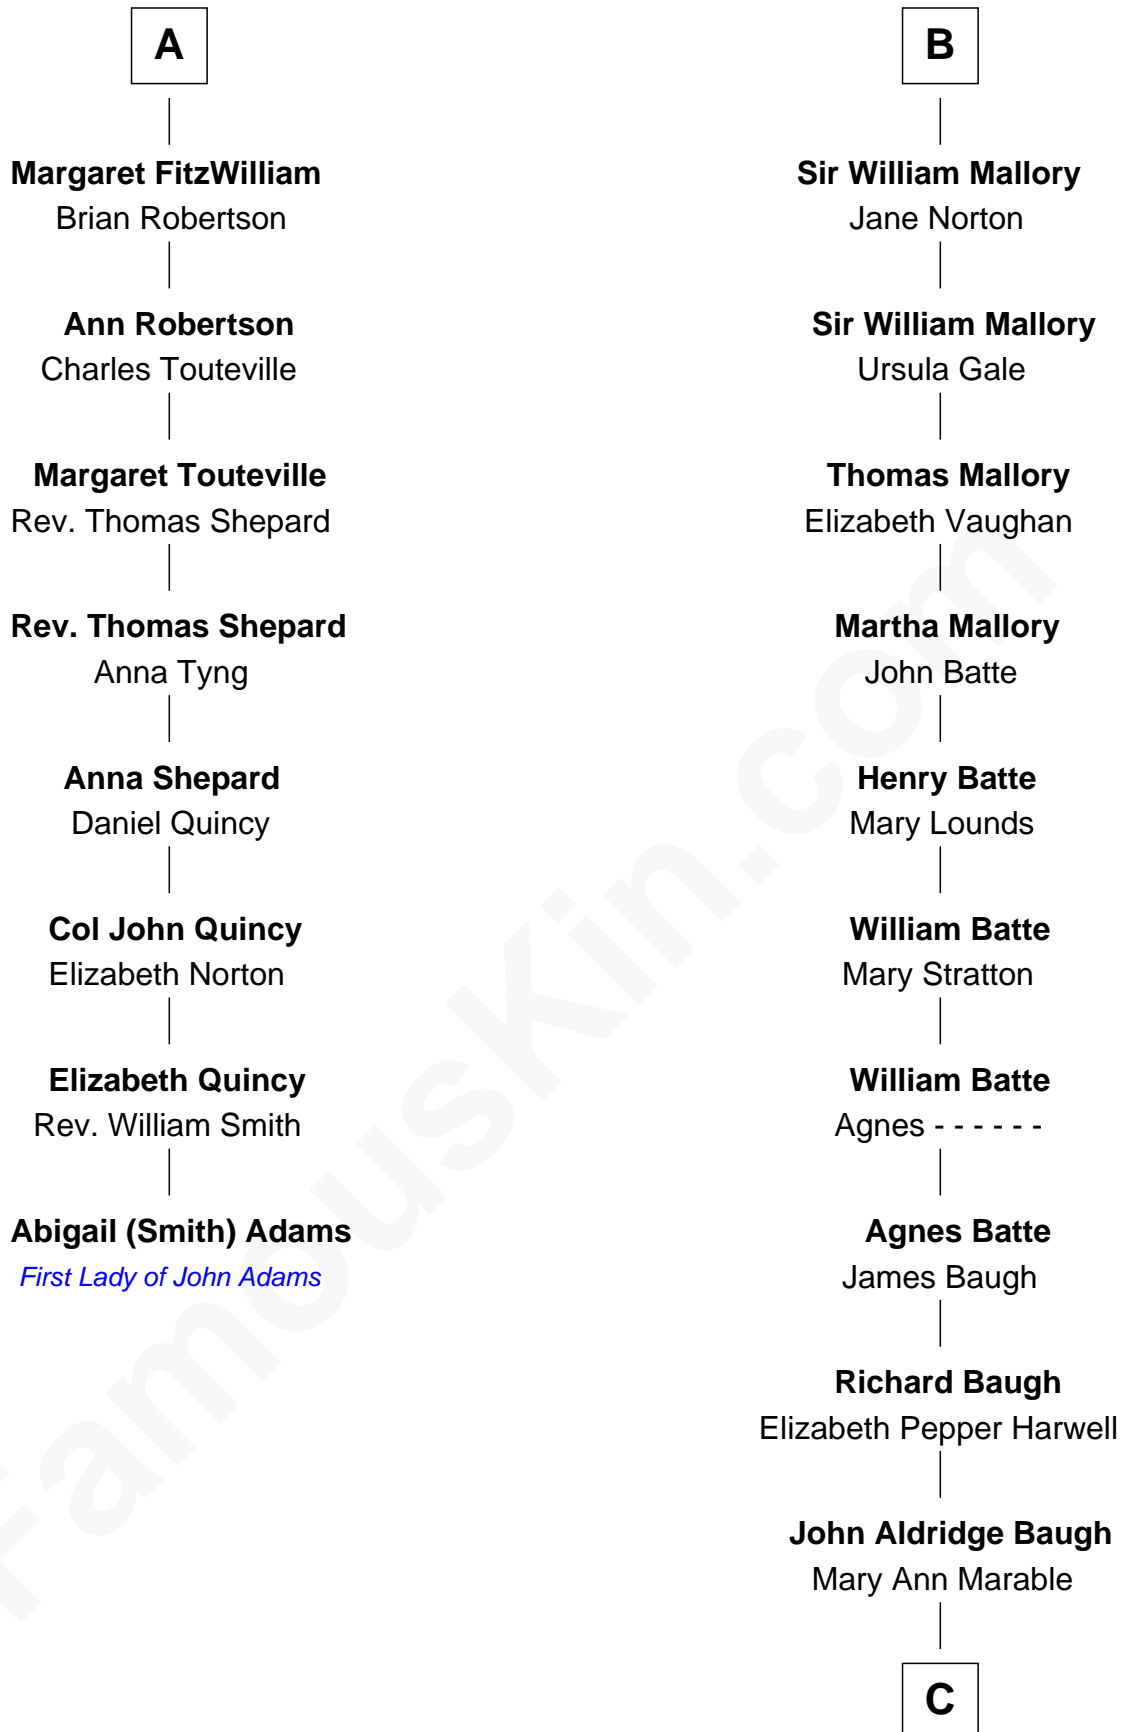 A
Margaret FitzWilliam
Brian Robertson
Ann Robertson
Charles Touteville
Margaret Touteville
Rev. Thomas Shepard
Rev. Thomas Shepard
Anna Tyng
Anna Shepard
Daniel Quincy
Col John Quincy
Elizabeth Norton
Elizabeth Quincy
Rev. William Smith
Abigail (Smith) Adams
First Lady of John Adams
B
Sir William Mallory
Jane Norton
Sir William Mallory
Ursula Gale
Thomas Mallory
Elizabeth Vaughan
Martha Mallory
John Batte
Henry Batte
Mary Lounds
William Batte
Mary Stratton
William Batte
Agnes - - - - - -
Agnes Batte
James Baugh
Richard Baugh
Elizabeth Pepper Harwell
John Aldridge Baugh
Mary Ann Marable
C
FamousKin.com